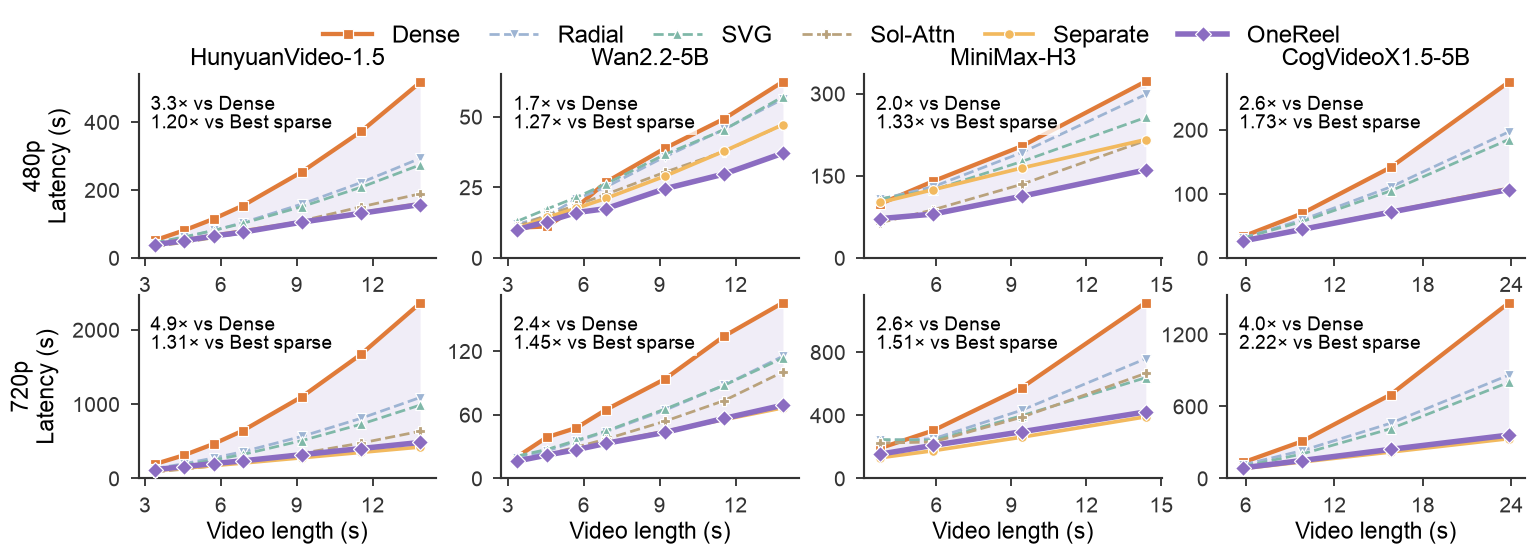 Dense Radial SVG Sol-Attn Separate OneReel
HunyuanVideo-1.5 Wan2.2-5B MiniMax-H3 CogVideoX1.5-5B
480p
Latency (s)
400
200
0
3.3× vs Dense
1.20× vs Best sparse
3 6 9 12
50
25
0
1.7× vs Dense
1.27× vs Best sparse
3 6 9 12
300
150
0
2.0× vs Dense
1.33× vs Best sparse
6 9 12 15
200
100
0
2.6× vs Dense
1.73× vs Best sparse
6 12 18 24
720p
Latency (s)
2000
1000
0
4.9× vs Dense
1.31× vs Best sparse
3 6 9 12
Video length (s)
120
60
0
2.4× vs Dense
1.45× vs Best sparse
3 6 9 12
Video length (s)
800
400
0
2.6× vs Dense
1.51× vs Best sparse
6 9 12 15
Video length (s)
1200
600
0
4.0× vs Dense
2.22× vs Best sparse
6 12 18 24
Video length (s)